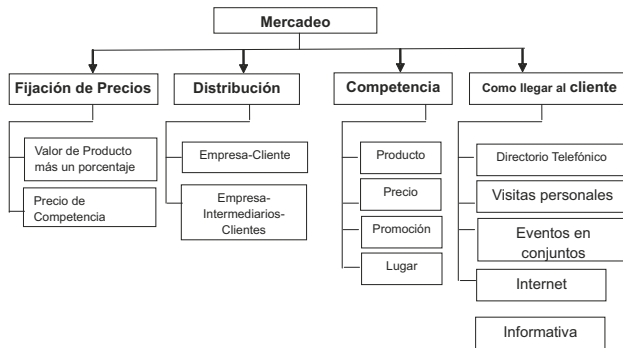 Mercadeo
Fijación de Precios
Valor de Producto
más un porcentaje
Precio de
Competencia
Distribución
Empresa-Cliente
Empresa-
Intermediarios-
Clientes
Competencia
Producto
Precio
Promoción
Lugar
Como llegar al cliente
Directorio Telefónico
Visitas personales
Eventos en
conjuntos
Internet
Informativa